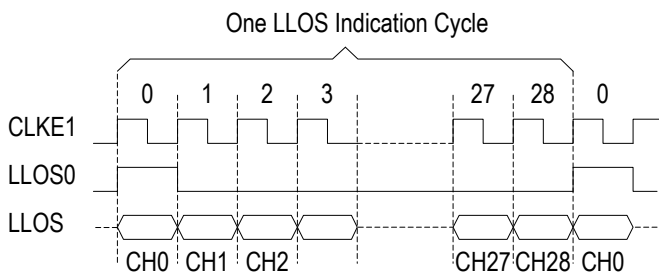 One LLOS Indication Cycle
0 1 2 3 27 28 0
CLKE1
LLOS0
LLOS
CH0 CH1 CH2 CH27 CH28 CH0